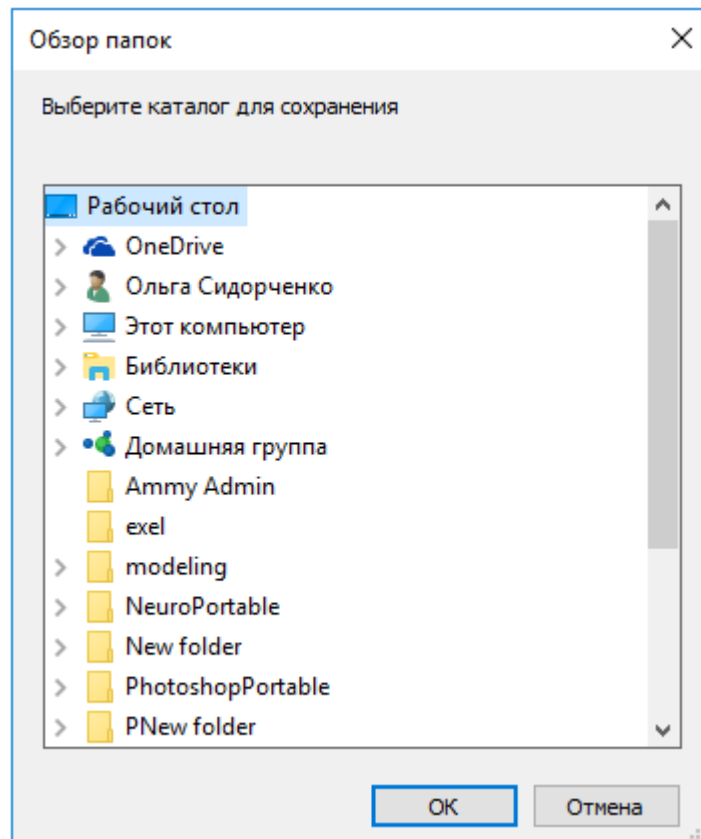 Обзор папок
Выберите каталог для сохранения
Рабочий стол
OneDrive
Ольга Сидорченко
Этот компьютер
Библиотеки
Сеть
Домашняя группа
Ammy Admin
exel
modeling
NeuroPortable
New folder
PhotoshopPortable
PNew folder
OK Отмена